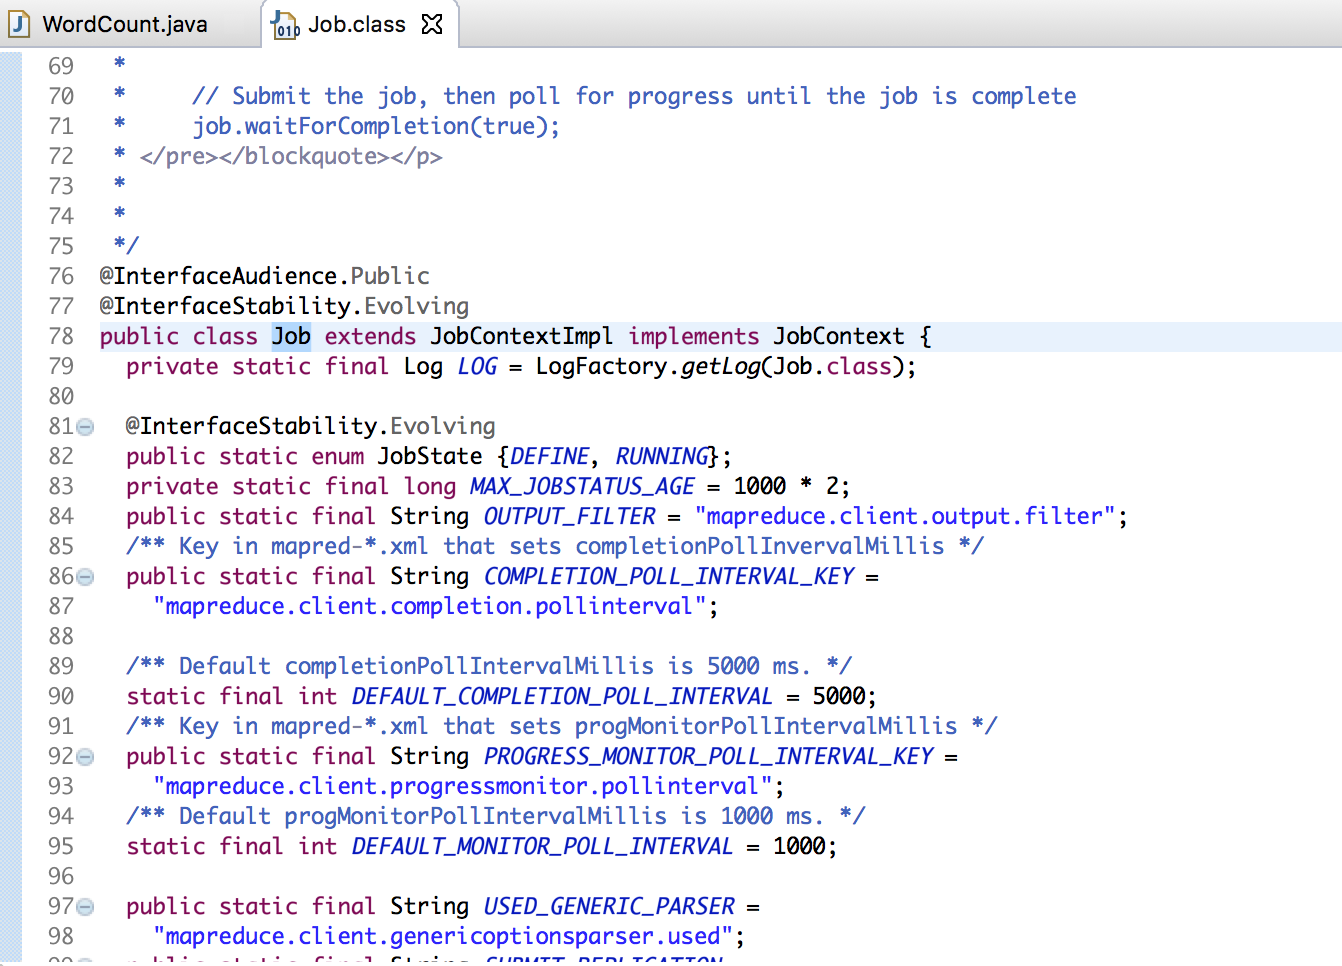 WordCount.java
Job.class
69 *
70 * // Submit the job, then poll for progress until the job is complete
71 * job.waitForCompletion(true);
72 * </pre></blockquote></p>
73 *
74 *
75 */
76 @InterfaceAudience.Public
77 @InterfaceStability.Evolving
78 public class Job extends JobContextImpl implements JobContext {
79 private static final Log LOG = LogFactory.getLog(Job.class);
80
81 @InterfaceStability.Evolving
82 public static enum JobState {DEFINE, RUNNING};
83 private static final long MAX_JOBSTATUS_AGE = 1000 * 2;
84 public static final String OUTPUT_FILTER = "mapreduce.client.output.filter";
85 /** Key in mapred-*.xml that sets completionPollInvervalMillis */
86 public static final String COMPLETION_POLL_INTERVAL_KEY =
87 "mapreduce.client.completion.pollinterval";
88
89 /** Default completionPollIntervalMillis is 5000 ms. */
90 static final int DEFAULT_COMPLETION_POLL_INTERVAL = 5000;
91 /** Key in mapred-*.xml that sets progMonitorPollIntervalMillis */
92 public static final String PROGRESS_MONITOR_POLL_INTERVAL_KEY =
93 "mapreduce.client.progressmonitor.pollinterval";
94 /** Default progMonitorPollIntervalMillis is 1000 ms. */
95 static final int DEFAULT_MONITOR_POLL_INTERVAL = 1000;
96
97 public static final String USED_GENERIC_PARSER =
98 "mapreduce.client.genericoptionsparser.used";
99 public static final String SUBMIT_REPLICATION